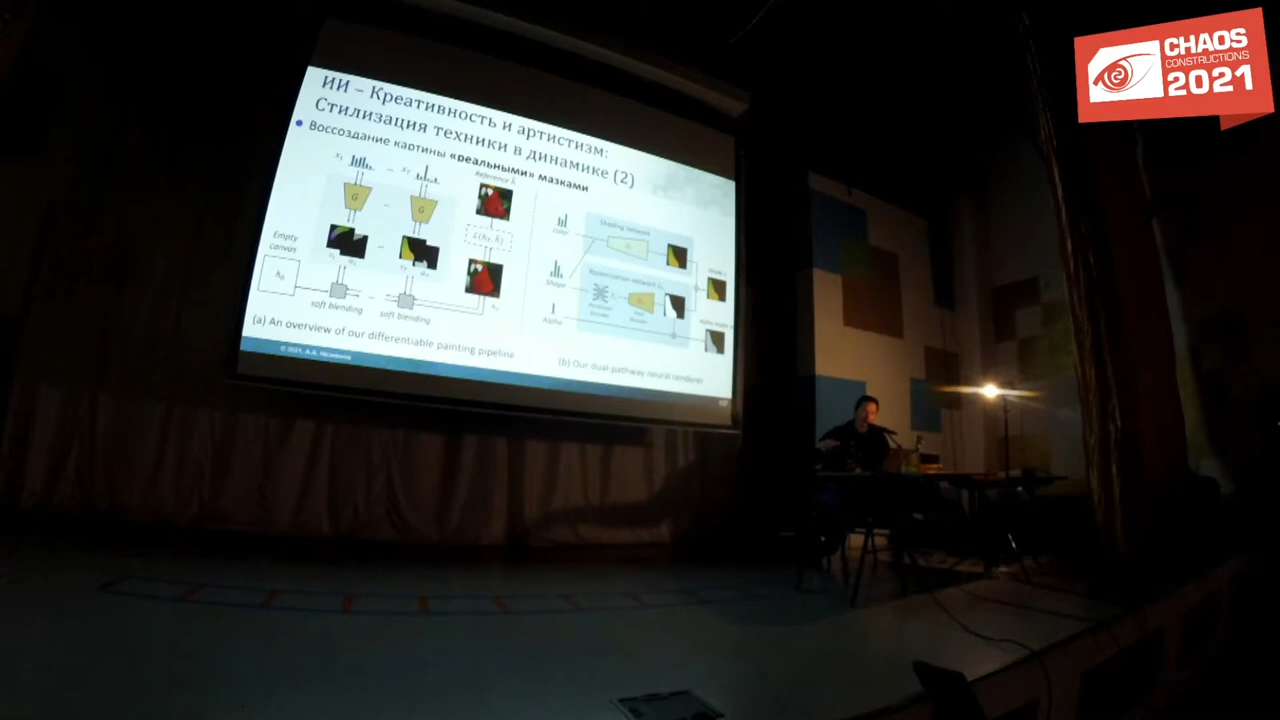 CHAOS
CONSTRUCTIONS
2021
ИИ – Креативность и артистизм:
Стилизация техники в динамике (2)
Воссоздание картины «реальными» мазками
Reference ĥ
Empty
canvas
h₀
G
G
soft blending
soft blending
(a) An overview of our differentiable painting pipeline
Color
Shape
Alpha
Shading network
Rasterization network
(b) Our dual-pathway neural renderer
© 2021, А.А.